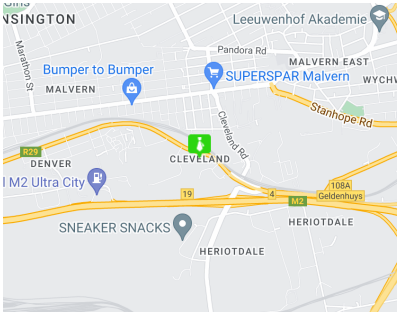 Girls
NSINGTON
Leeuwenhof Akademie
Marathon St
Pandora Rd
MALVERN EAST
Bumper to Bumper
SUPERSPAR Malvern
WYCHW
MALVERN
Stanhope Rd
Cleveland Rd
R29
CLEVELAND
DENVER
l M2 Ultra City
19
4
108A
Geldenhuys
M2
SNEAKER SNACKS
HERIOTDALE
HERIOTDALE